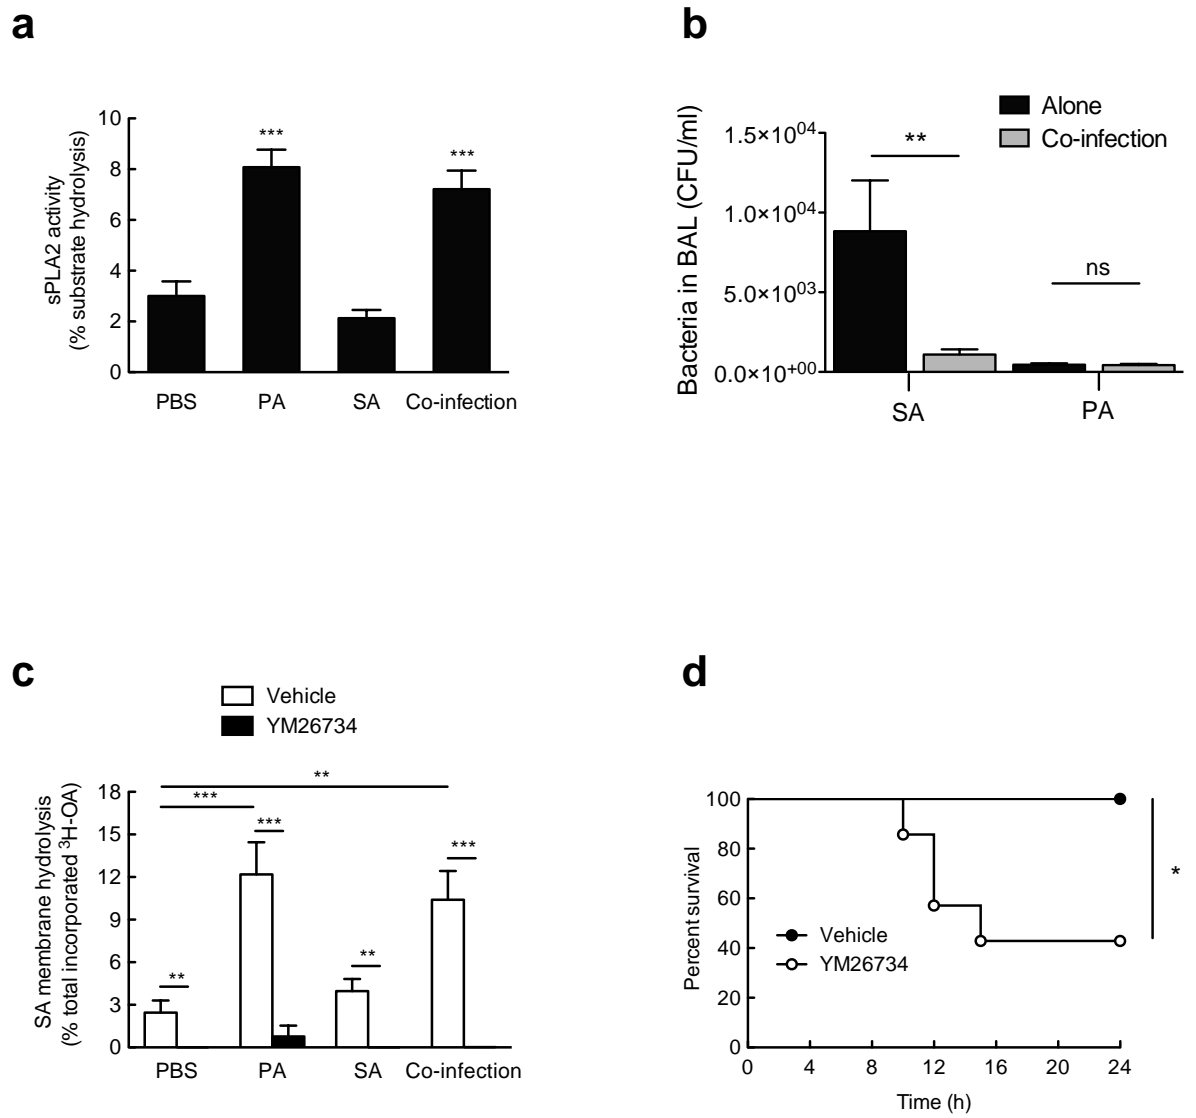 a
sPLA2 activity
(% substrate hydrolysis)
10
8
6
4
2
0
***
***
PBS
PA
SA
Co-infection
b
Bacteria in BAL (CFU/ml)
Alone
Co-infection
1.5×10⁰⁴
1.0×10⁰⁴
5.0×10⁰³
0.0×10⁺⁰⁰
**
ns
SA
PA
c
Vehicle
YM26734
SA membrane hydrolysis
(% total incorporated ³H-OA)
18
15
12
9
6
3
0
**
***
***
***
**
**
PBS
PA
SA
Co-infection
d
Percent survival
100
80
60
40
20
0
Vehicle
YM26734
*
0
4
8
12
16
20
24
Time (h)